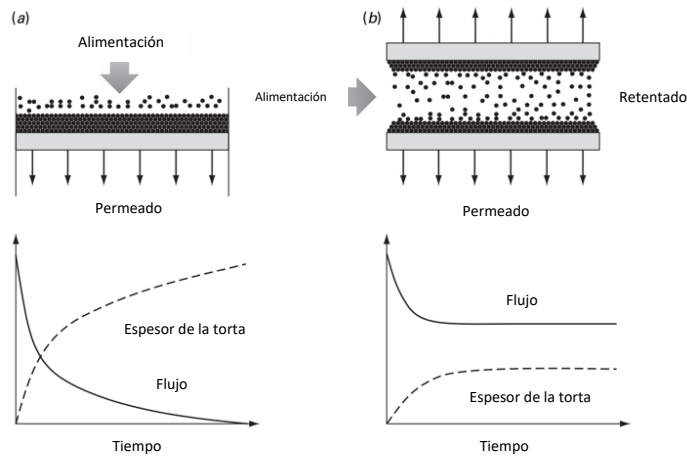 (a)
Alimentación
Permeado
Espesor de la torta
Flujo
Tiempo
(b)
Alimentación
Retentado
Permeado
Flujo
Espesor de la torta
Tiempo